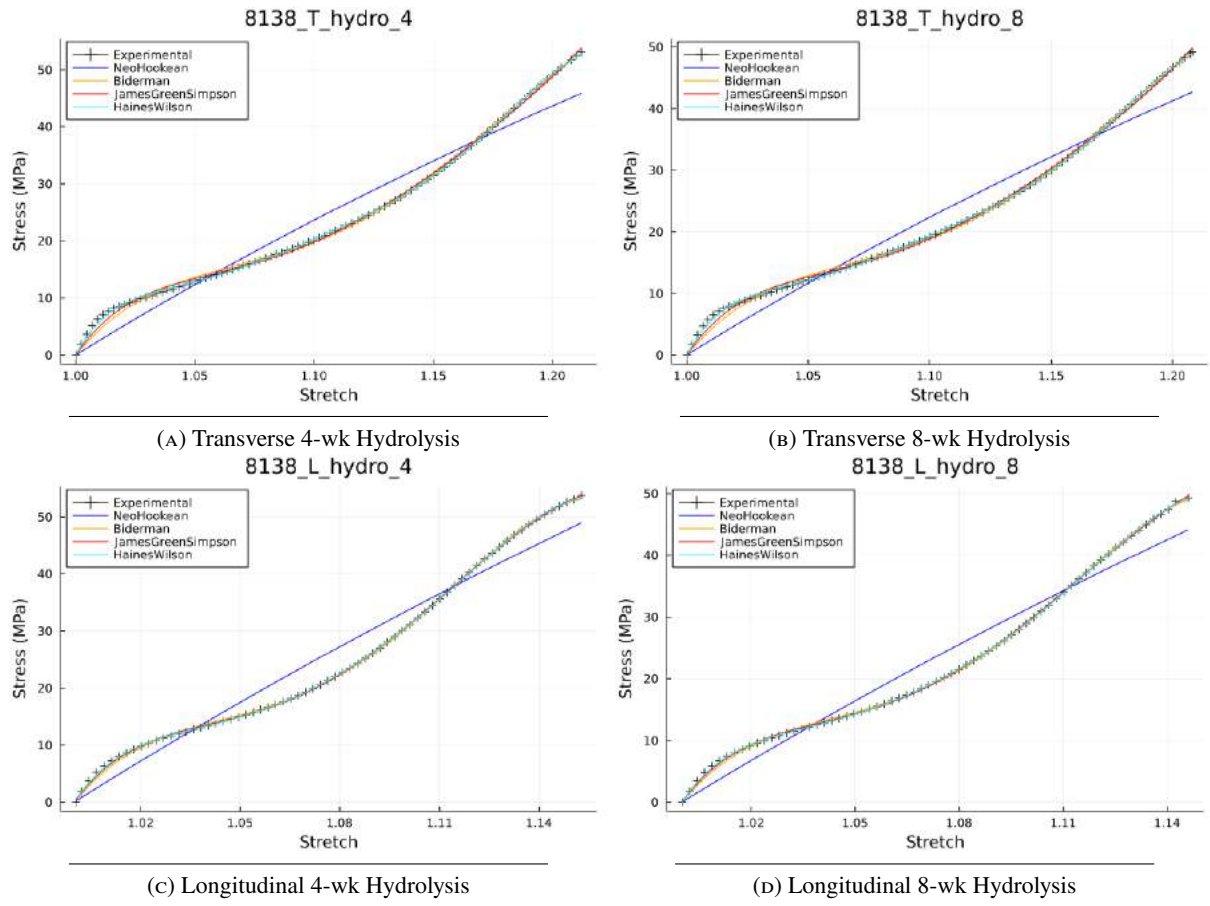 8138_T_hydro_4
Experimental
NeoHookean
Biderman
JamesGreenSimpson
HainesWilson
Stress (MPa)
50
40
30
20
10
0
1.00 1.05 1.10 1.15 1.20
Stretch
(A) Transverse 4-wk Hydrolysis
8138_T_hydro_8
Experimental
NeoHookean
Biderman
JamesGreenSimpson
HainesWilson
Stress (MPa)
50
40
30
20
10
0
1.00 1.05 1.10 1.15 1.20
Stretch
(B) Transverse 8-wk Hydrolysis
8138_L_hydro_4
Experimental
NeoHookean
Biderman
JamesGreenSimpson
HainesWilson
Stress (MPa)
50
40
30
20
10
0
1.02 1.05 1.08 1.11 1.14
Stretch
(C) Longitudinal 4-wk Hydrolysis
8138_L_hydro_8
Experimental
NeoHookean
Biderman
JamesGreenSimpson
HainesWilson
Stress (MPa)
50
40
30
20
10
0
1.02 1.05 1.08 1.11 1.14
Stretch
(D) Longitudinal 8-wk Hydrolysis